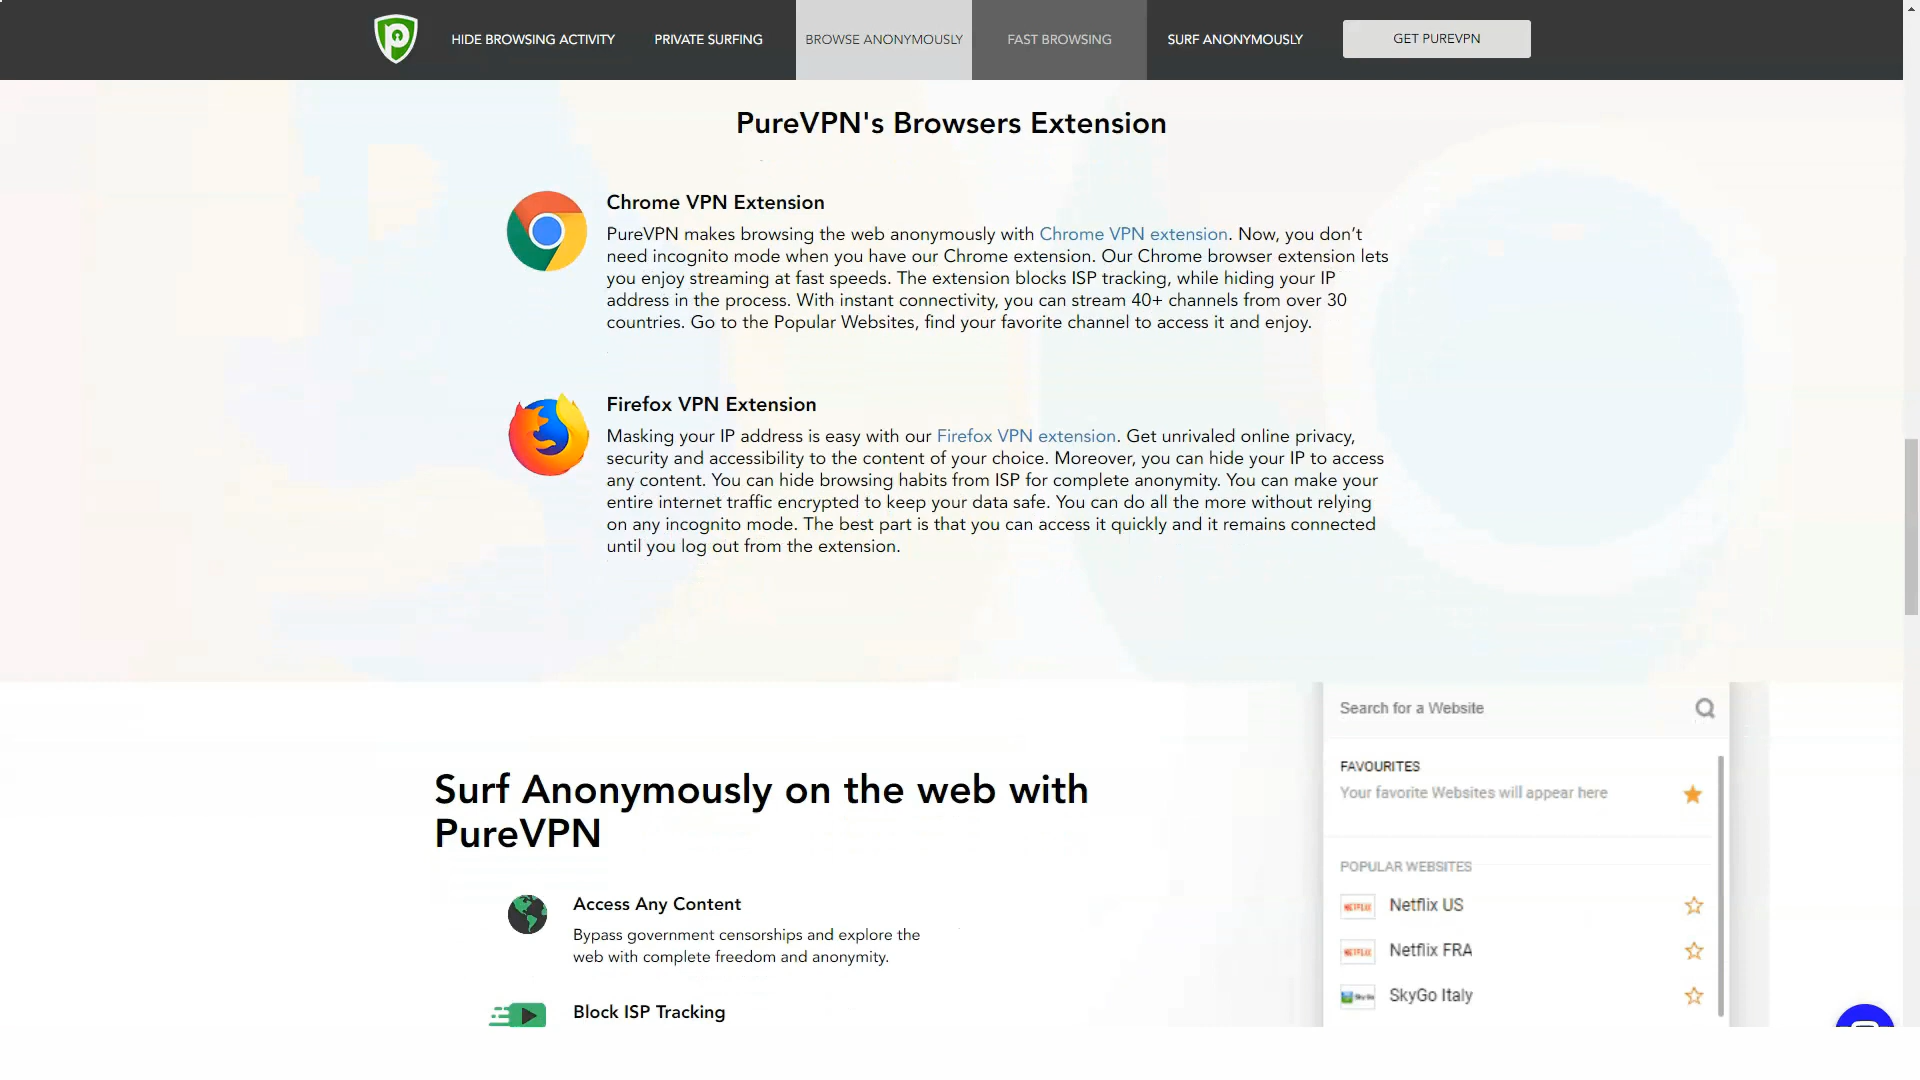 HIDE BROWSING ACTIVITY
PRIVATE SURFING
BROWSE ANONYMOUSLY
FAST BROWSING
SURF ANONYMOUSLY
GET PUREVPN
PureVPN's Browsers Extension
Chrome VPN Extension
PureVPN makes browsing the web anonymously with Chrome VPN extension. Now, you don’t
need incognito mode when you have our Chrome extension. Our Chrome browser extension lets
you enjoy streaming at fast speeds. The extension blocks ISP tracking, while hiding your IP
address in the process. With instant connectivity, you can stream 40+ channels from over 30
countries. Go to the Popular Websites, find your favorite channel to access it and enjoy.
Firefox VPN Extension
Masking your IP address is easy with our Firefox VPN extension. Get unrivaled online privacy,
security and accessibility to the content of your choice. Moreover, you can hide your IP to access
any content. You can hide browsing habits from ISP for complete anonymity. You can make your
entire internet traffic encrypted to keep your data safe. You can do all the more without relying
on any incognito mode. The best part is that you can access it quickly and it remains connected
until you log out from the extension.
Surf Anonymously on the web with
PureVPN
Access Any Content
Bypass government censorships and explore the
web with complete freedom and anonymity.
Block ISP Tracking
Search for a Website
FAVOURITES
Your favorite Websites will appear here
POPULAR WEBSITES
NETFLIX Netflix US
NETFLIX Netflix FRA
SkyGo Italy